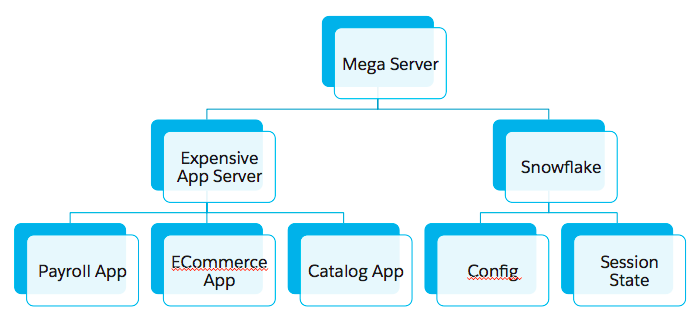 Mega Server
Expensive
App Server
Snowflake
Payroll App
ECommerce
App
Catalog App
Config
Session
State